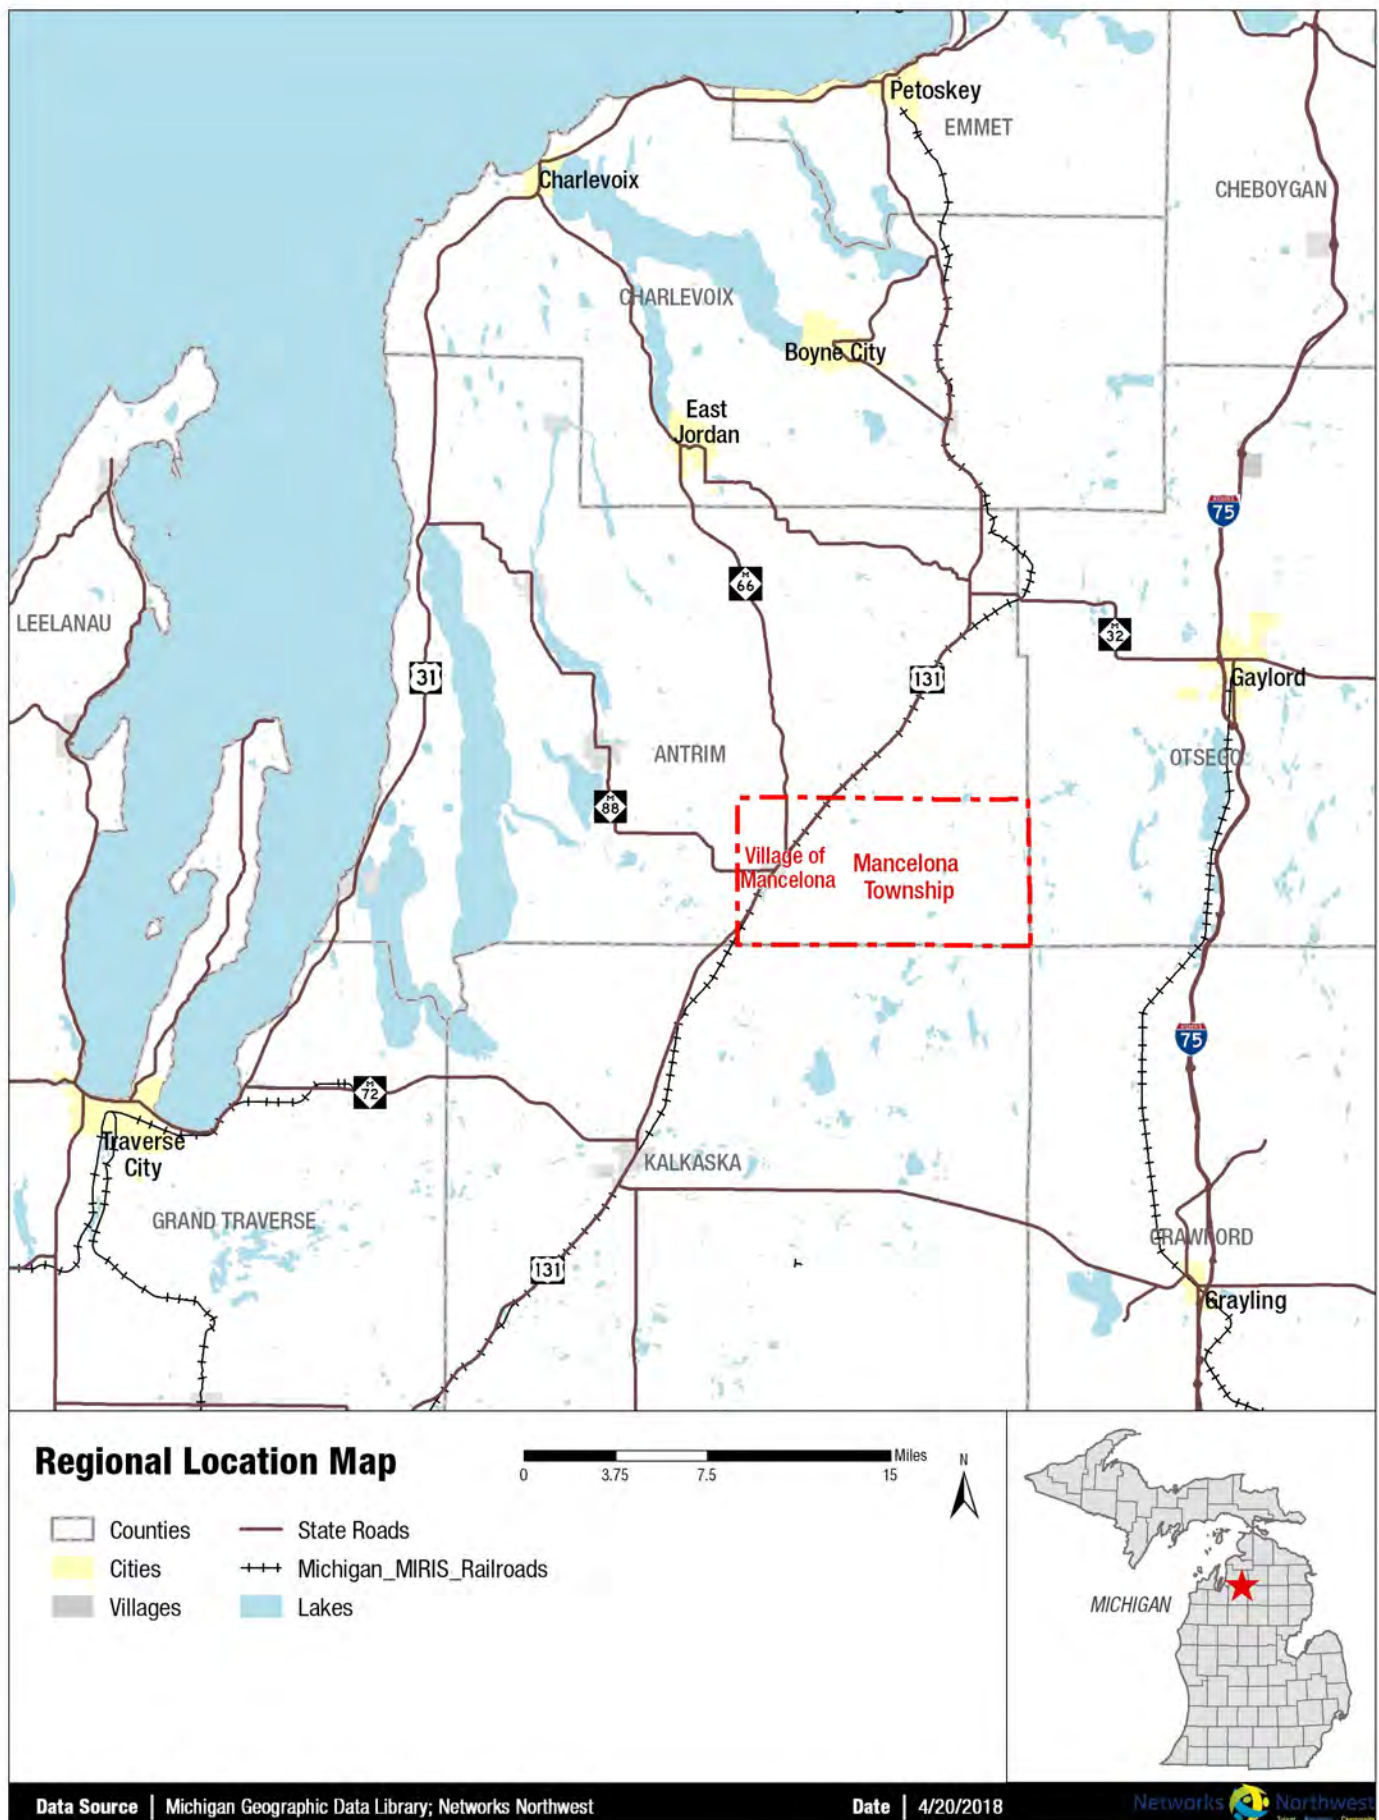 Petoskey
EMMET
Charlevoix
CHEBOYGAN
CHARLEVOIX
Boyne City
East
Jordan
75
M
66
LEELANAU
M
32
31
131
Gaylord
ANTRIM
OTSEGO
M
88
Village of
Mancelona
Mancelona
Township
75
M
72
Traverse
City
KALKASKA
GRAND TRAVERSE
CRAWFORD
131
Grayling
Regional Location Map
Miles
0 3.75 7.5 15
N
Counties
State Roads
Cities
Michigan_MIRIS_Railroads
Villages
Lakes
MICHIGAN
Data Source | Michigan Geographic Data Library; Networks Northwest
Date | 4/20/2018
Networks Northwest